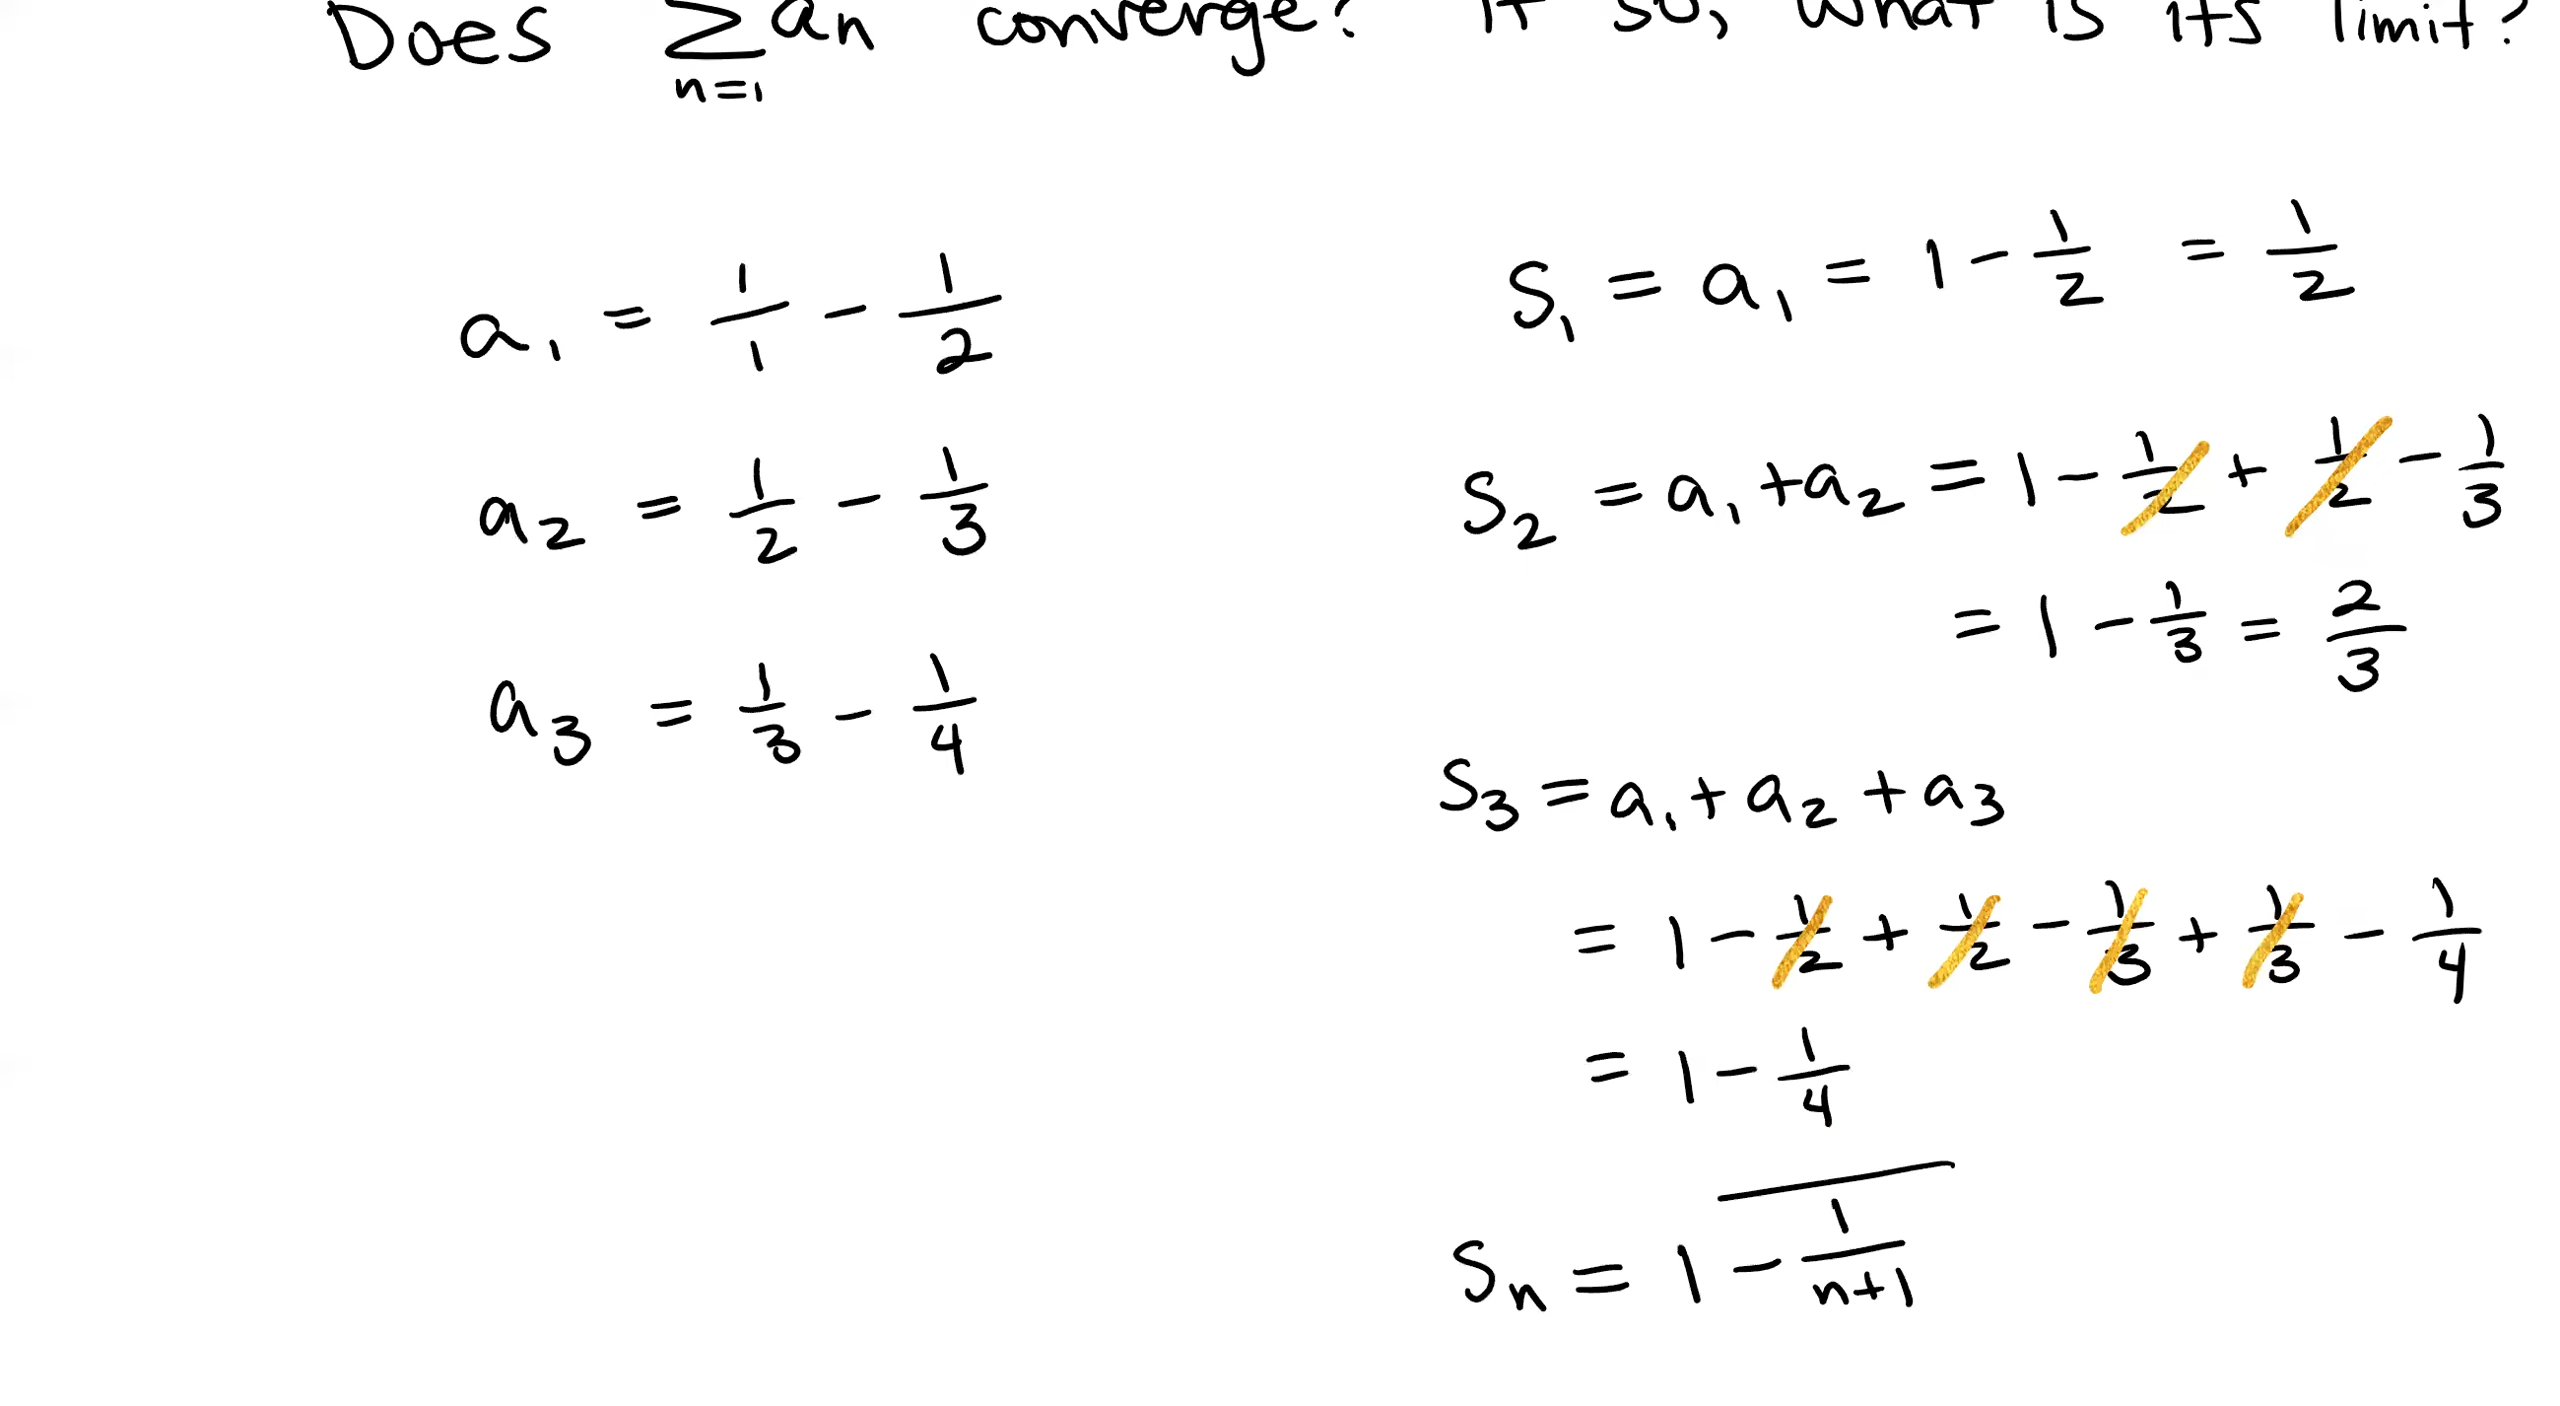 Does ∑ aₙ converge? If so, what is its limit?
n=1
a₁ = 1/1 - 1/2
a₂ = 1/2 - 1/3
a₃ = 1/3 - 1/4
S₁ = a₁ = 1 - 1/2 = 1/2
S₂ = a₁ + a₂ = 1 - 1/2 + 1/2 - 1/3
= 1 - 1/3 = 2/3
S₃ = a₁ + a₂ + a₃
= 1 - 1/2 + 1/2 - 1/3 + 1/3 - 1/4
= 1 - 1/4
Sₙ = 1 - 1/(n+1)